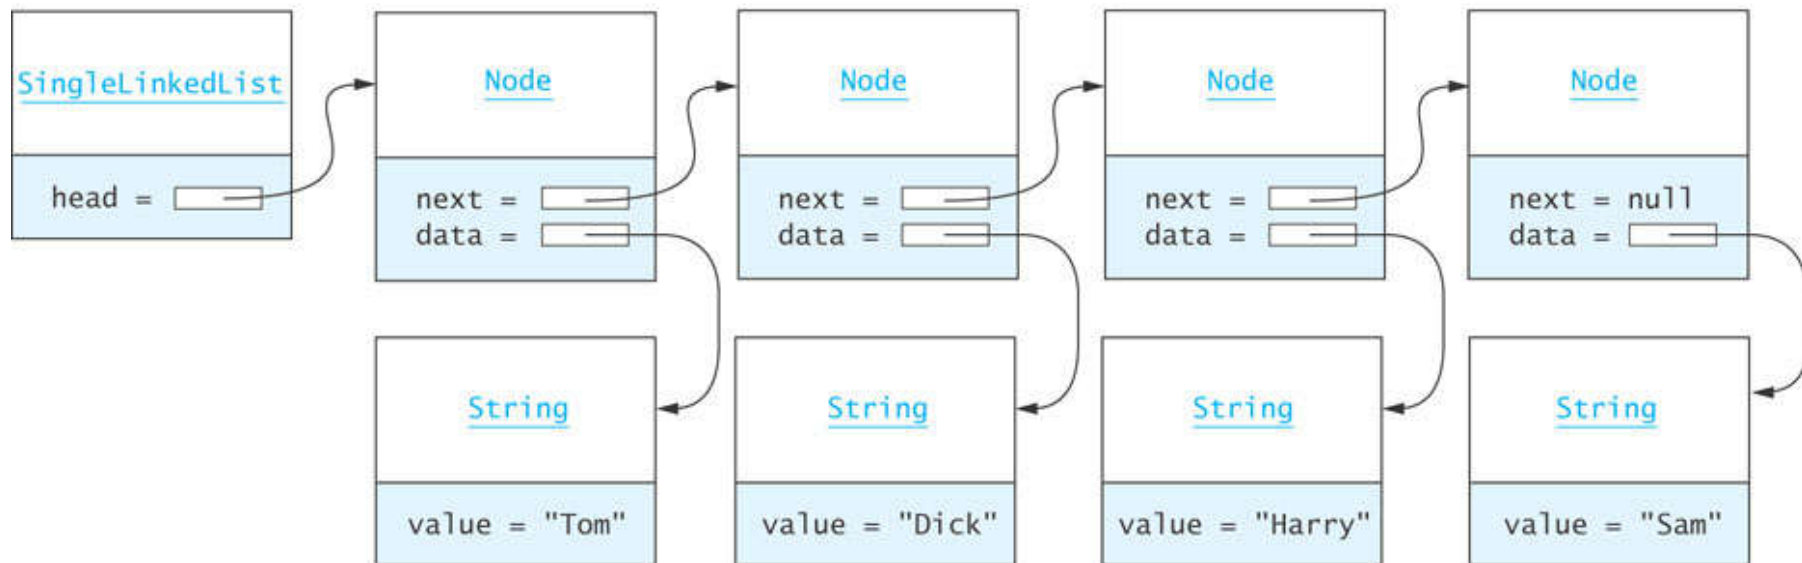 SingleLinkedList
head =
Node
next =
data =
Node
next =
data =
Node
next =
data =
Node
next = null
data =
String
value = "Tom"
String
value = "Dick"
String
value = "Harry"
String
value = "Sam"